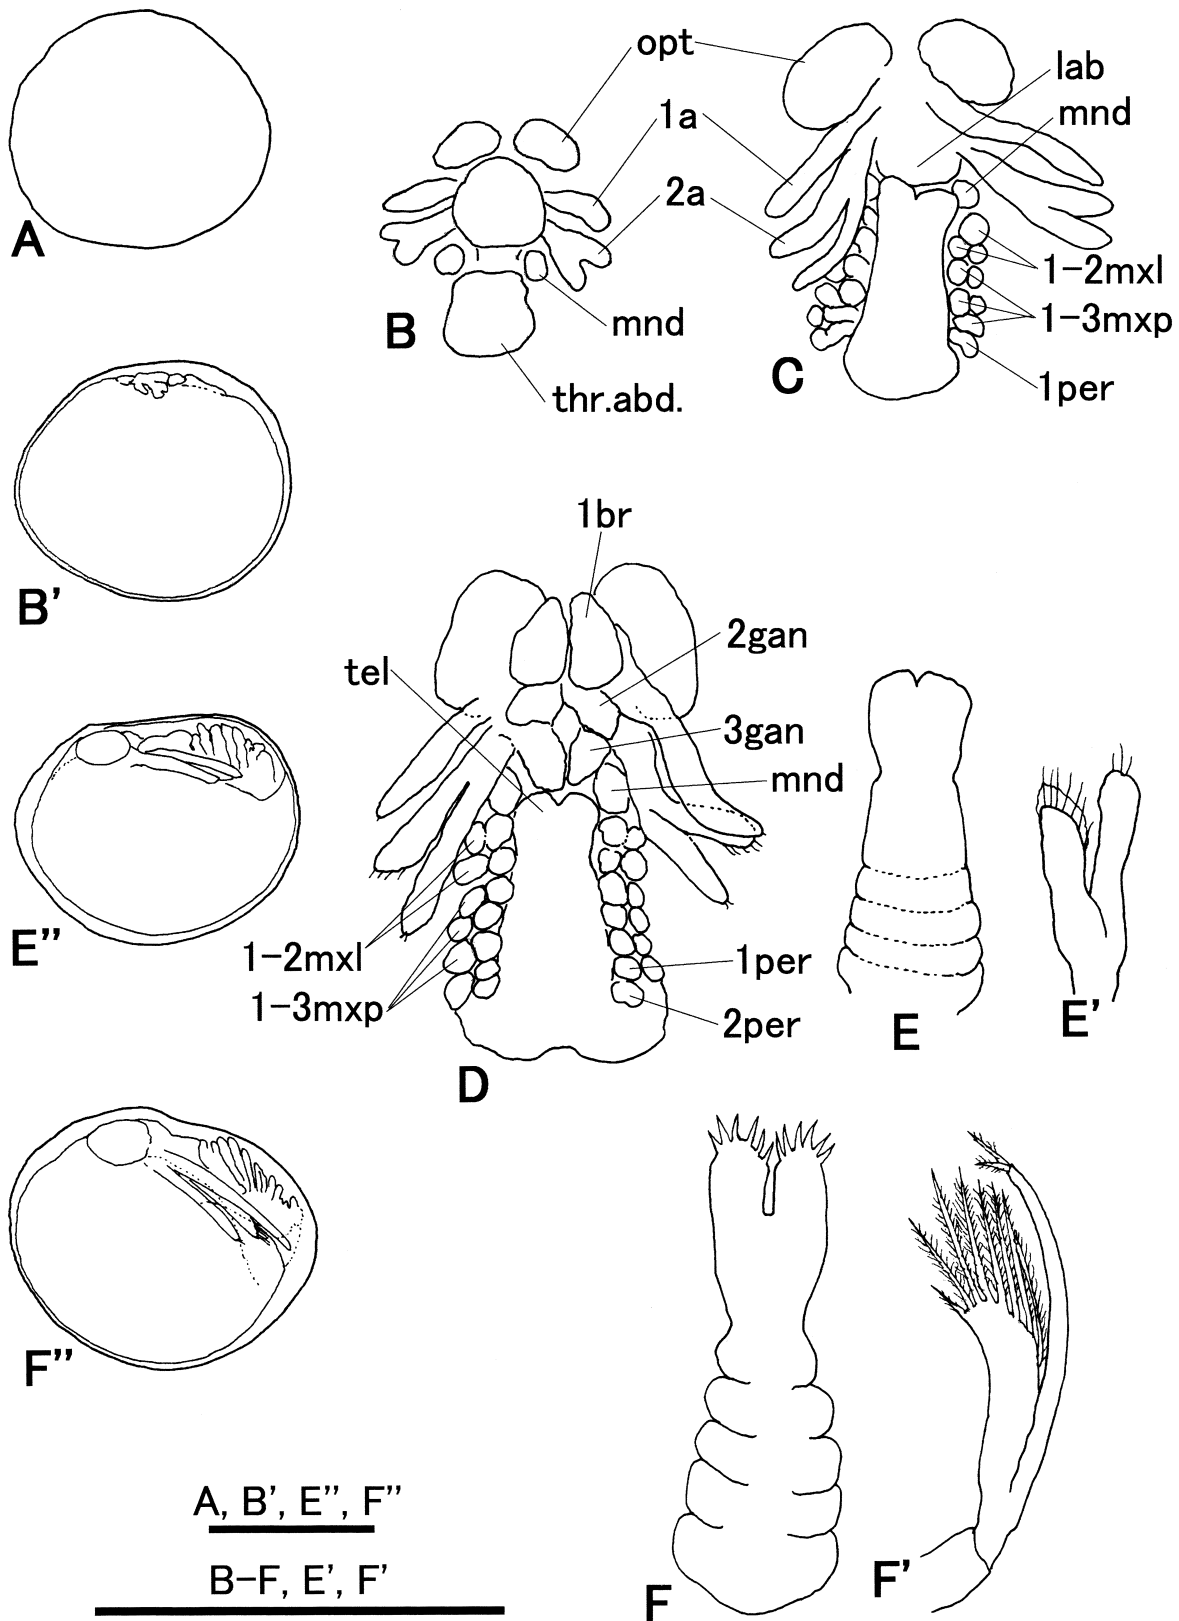 opt
1a
2a
lab
mnd
A
B
mnd
thr.abd.
C
1-2mxl
1-3mxp
1per
B’
1br
2gan
tel
3gan
mnd
E’’
1-2mxl
1-3mxp
1per
2per
D
E
E’
F’’
A, B’, E’’, F’’
B-F, E’, F’
F
F’